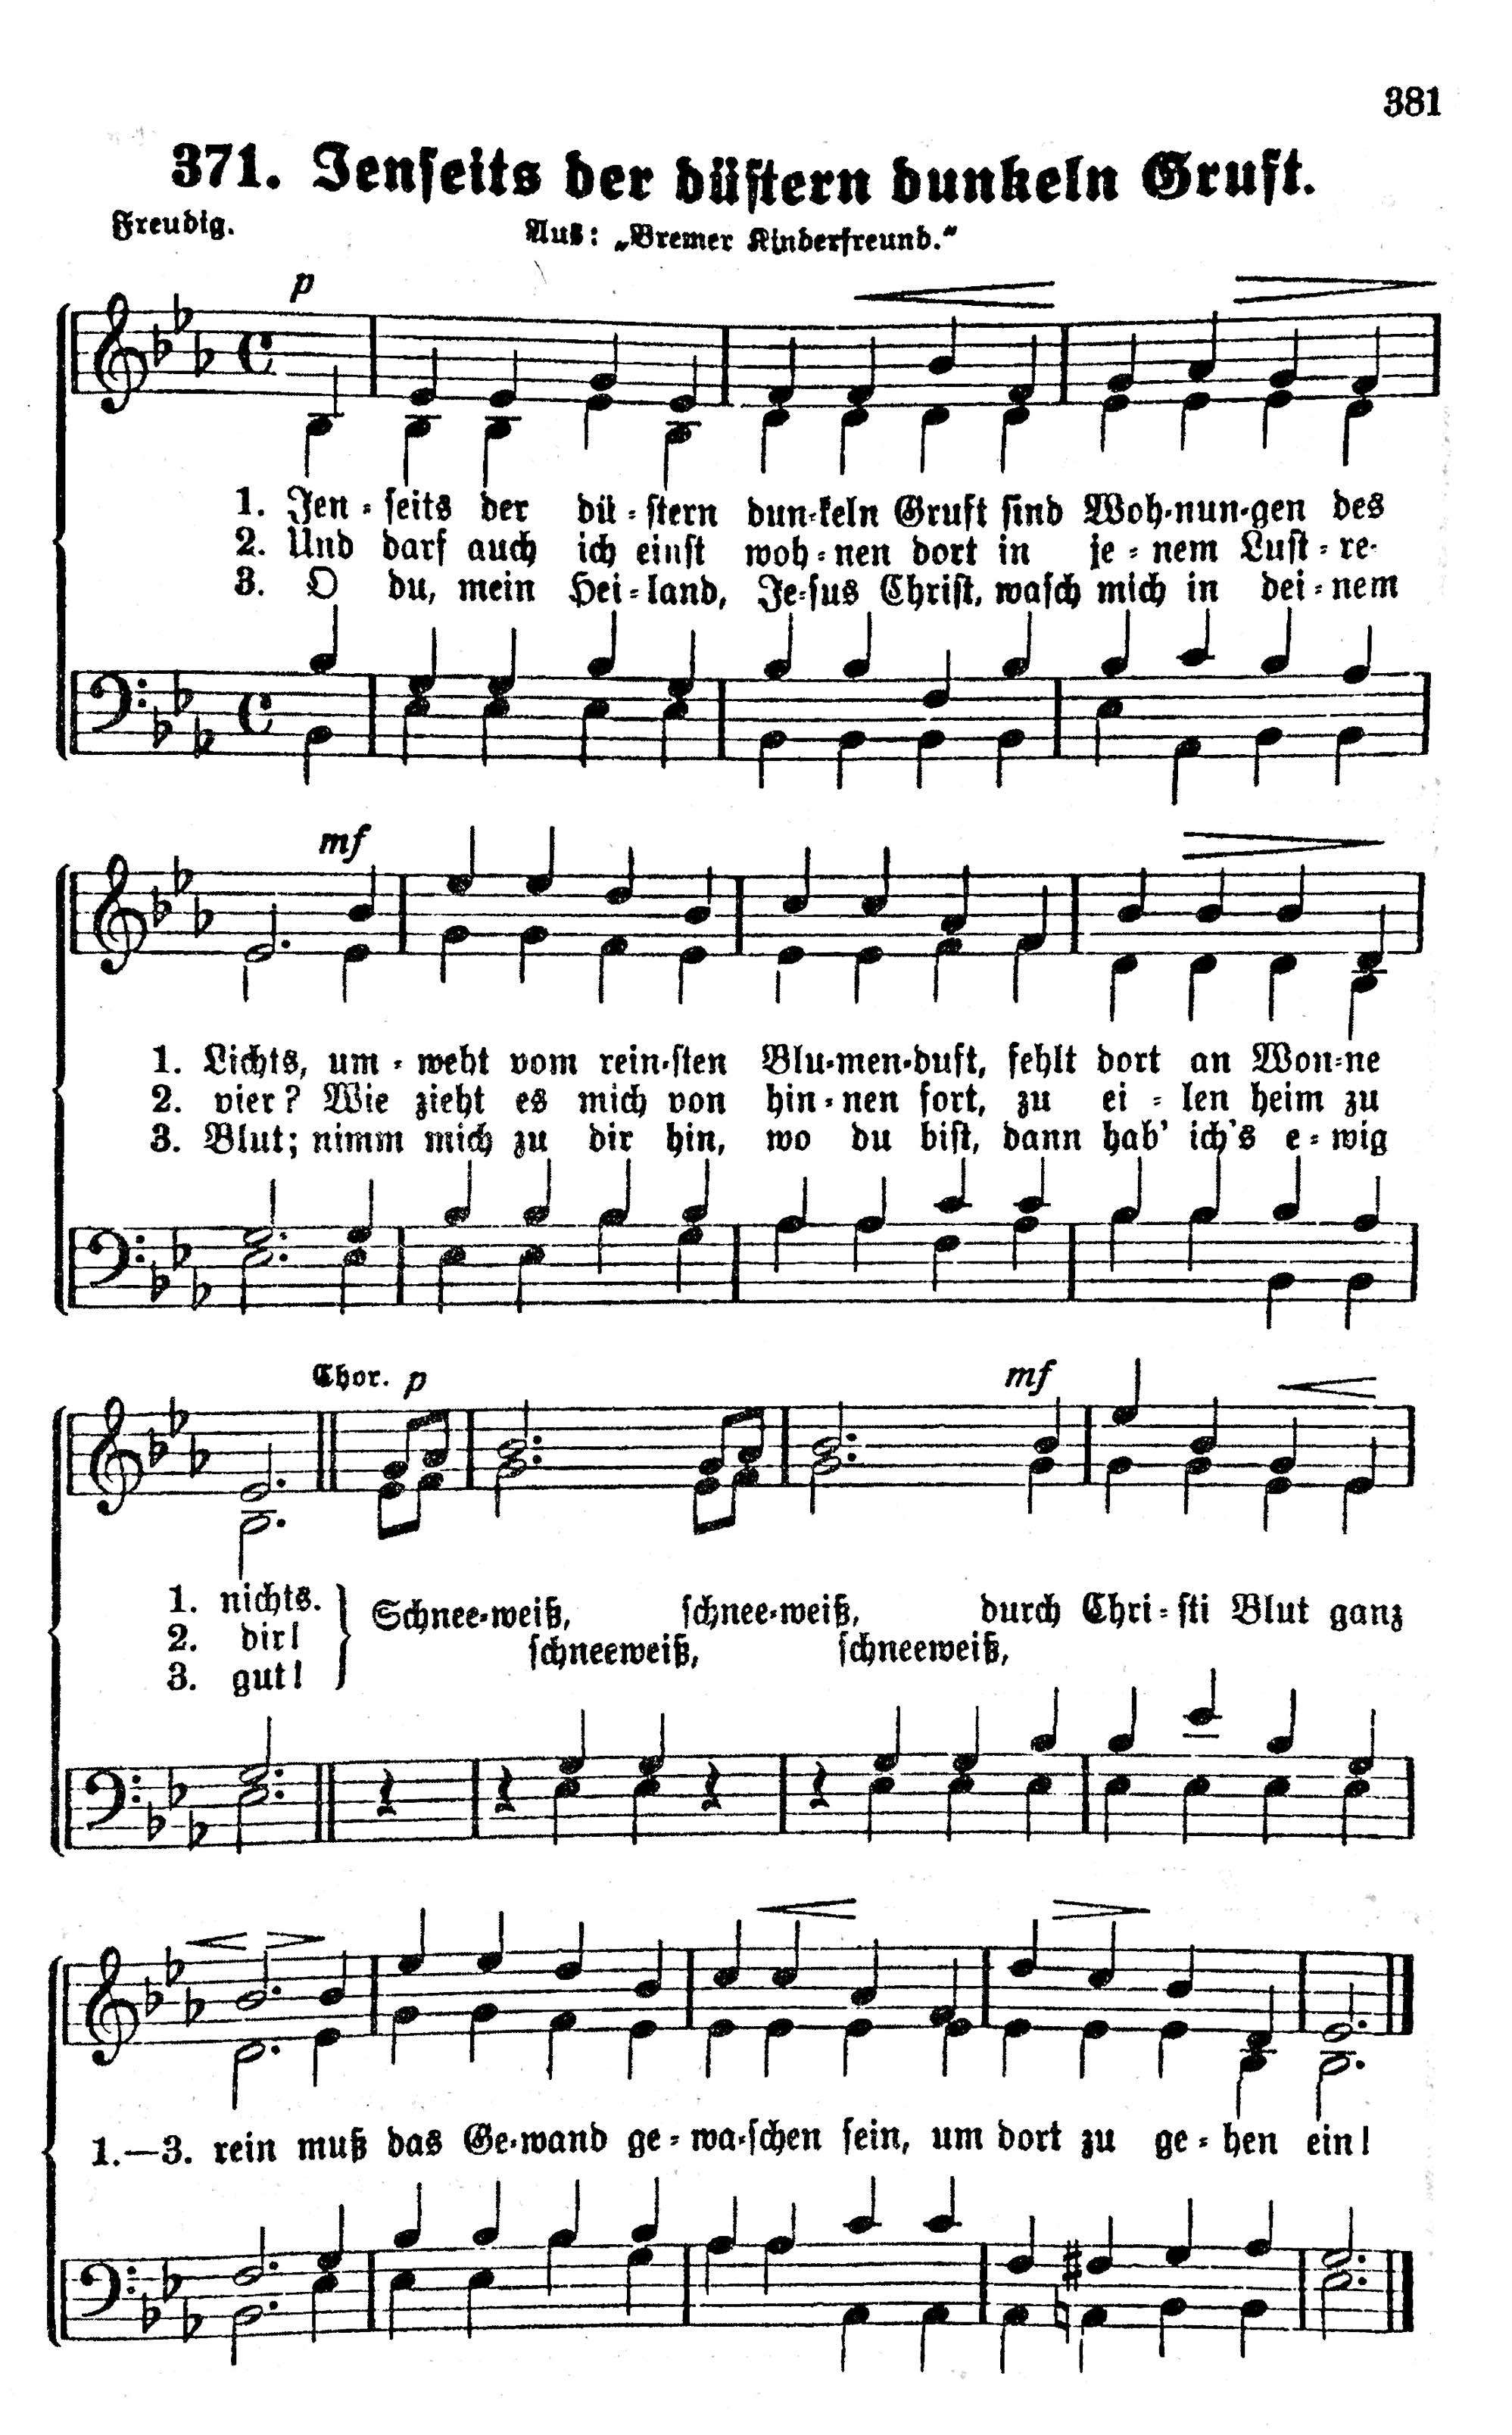 381
371. Jenseits der düstern dunkeln Gruft.
Freudig.
Aus: „Bremer Kinderfreund.“
p
1. Jen-seits der dü-stern dun-keln Gruft sind Woh-nun-gen des
2. Und darf auch ich einst woh-nen dort in je-nem Lust-re-
3. O du, mein Hei-land, Je-sus Christ, wasch mich in dei-nem
mf
1. Lichts, um-weht vom rein-sten Blu-men-duft, fehlt dort an Won-ne
2. vier? Wie zieht es mich von hin-nen fort, zu ei-len heim zu
3. Blut; nimm mich zu dir hin, wo du bist, dann hab' ich's e-wig
Chor. p mf
1. nichts.
2. dir!
3. gut!
Schnee-weiß, schnee-weiß, durch Chri-sti Blut ganz
schneeweiß, schneeweiß,
1.—3. rein muß das Ge-wand ge-wa-schen sein, um dort zu ge-hen ein!